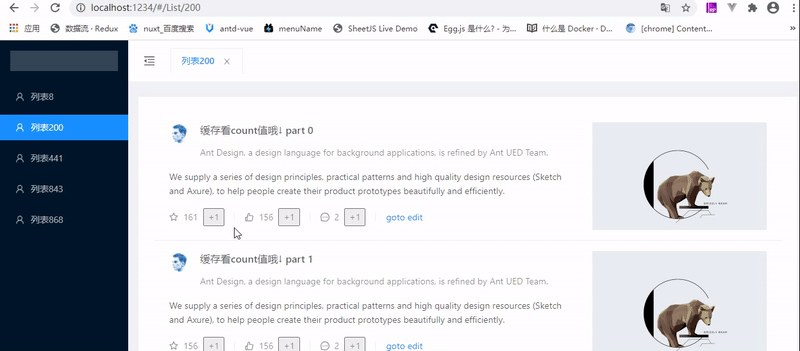 localhost:1234/#/List/200
应用 数据流 · Redux nuxt_百度搜索 antd-vue menuName SheetJS Live Demo Egg.js 是什么? - 为... 什么是 Docker - D... [chrome] Content... »
列表200 ×
列表8
列表200
列表441
列表843
列表868
缓存看count值哦!↓ part 0
Ant Design, a design language for background applications, is refined by Ant UED Team.
We supply a series of design principles, practical patterns and high quality design resources (Sketch
and Axure), to help people create their product prototypes beautifully and efficiently.
161 +1 156 +1 2 +1 goto edit
GRIZZLY BEAR
缓存看count值哦!↓ part 1
Ant Design, a design language for background applications, is refined by Ant UED Team.
We supply a series of design principles, practical patterns and high quality design resources (Sketch
and Axure), to help people create their product prototypes beautifully and efficiently.
156 +1 156 +1 2 +1 goto edit
GRIZZLY BEAR